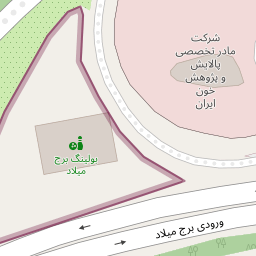 شرکت
مادر تخصصی
پالایش
و پژوهش
خون
ایران
بولینگ برج
میلاد
ورودی برج میلاد